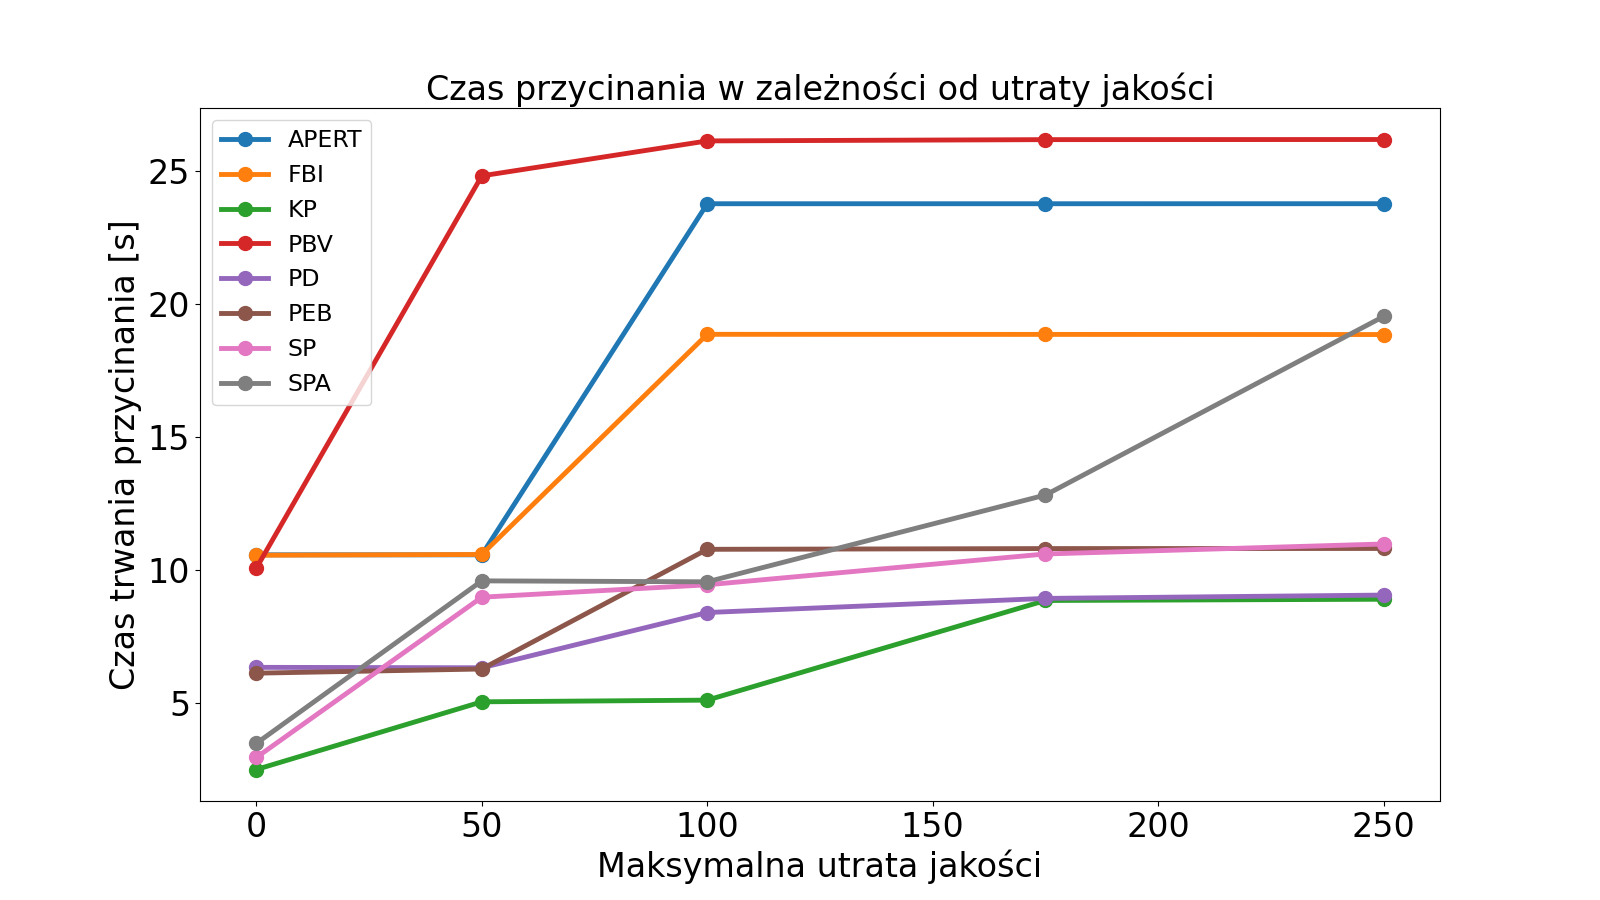 Czas przycinania w zależności od utraty jakości
APERT
FBI
KP
PBV
PD
PEB
SP
SPA
Czas trwania przycinania [s]
25
20
15
10
5
0 50 100 150 200 250
Maksymalna utrata jakości